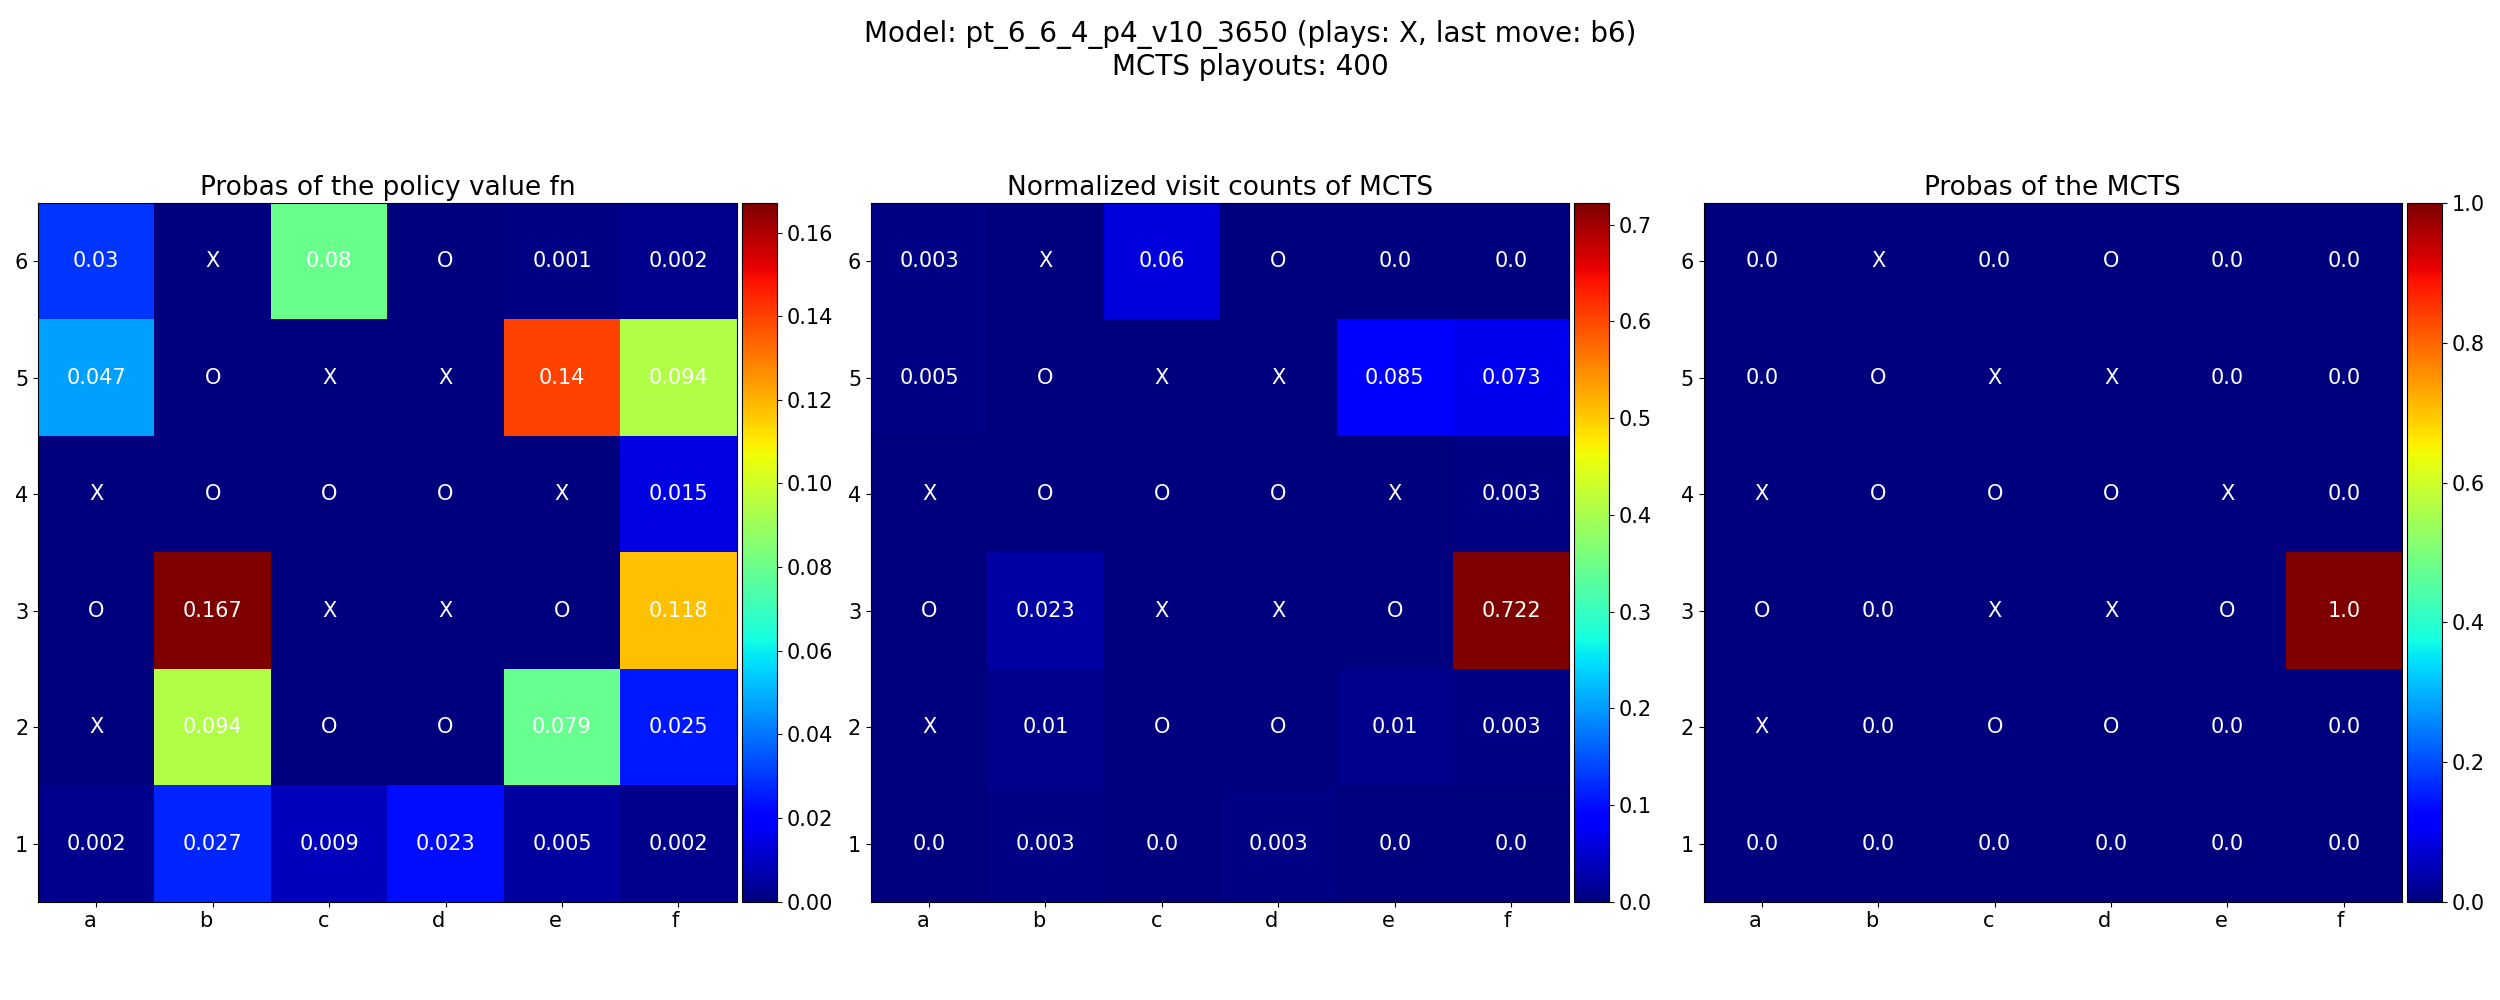 Model: pt_6_6_4_p4_v10_3650 (plays: X, last move: b6)
MCTS playouts: 400
Probas of the policy value fn
6 0.03 X 0.08 O 0.001 0.002
5 0.047 O X X 0.14 0.094
4 X O O O X 0.015
3 O 0.167 X X O 0.118
2 X 0.094 O O 0.079 0.025
1 0.002 0.027 0.009 0.023 0.005 0.002
a b c d e f
0.16
0.14
0.12
0.10
0.08
0.06
0.04
0.02
0.00
Normalized visit counts of MCTS
6 0.003 X 0.06 O 0.0 0.0
5 0.005 O X X 0.085 0.073
4 X O O O X 0.003
3 O 0.023 X X O 0.722
2 X 0.01 O O 0.01 0.003
1 0.0 0.003 0.0 0.003 0.0 0.0
a b c d e f
0.7
0.6
0.5
0.4
0.3
0.2
0.1
0.0
Probas of the MCTS
6 0.0 X 0.0 O 0.0 0.0
5 0.0 O X X 0.0 0.0
4 X O O O X 0.0
3 O 0.0 X X O 1.0
2 X 0.0 O O 0.0 0.0
1 0.0 0.0 0.0 0.0 0.0 0.0
a b c d e f
1.0
0.8
0.6
0.4
0.2
0.0